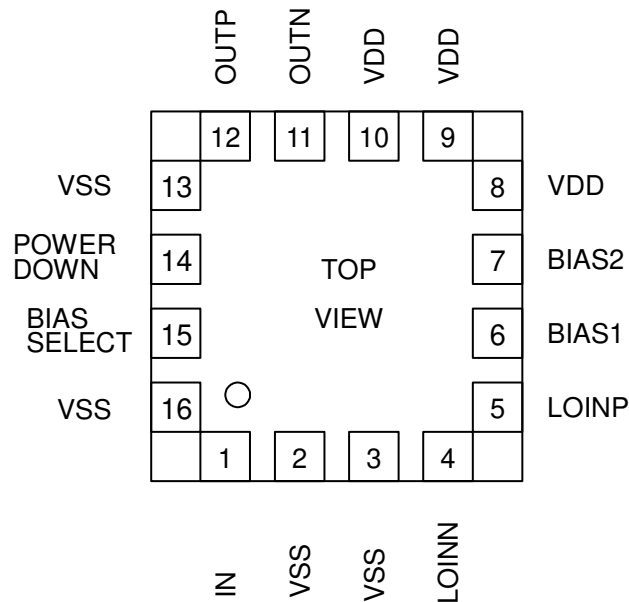 OUTP
OUTN
VDD
VDD
12
11
10
9
VSS
13
8
VDD
POWER
DOWN
14
TOP
7
BIAS2
BIAS
SELECT
15
VIEW
6
BIAS1
VSS
16
5
LOINP
1
2
3
4
IN
VSS
VSS
LOINN